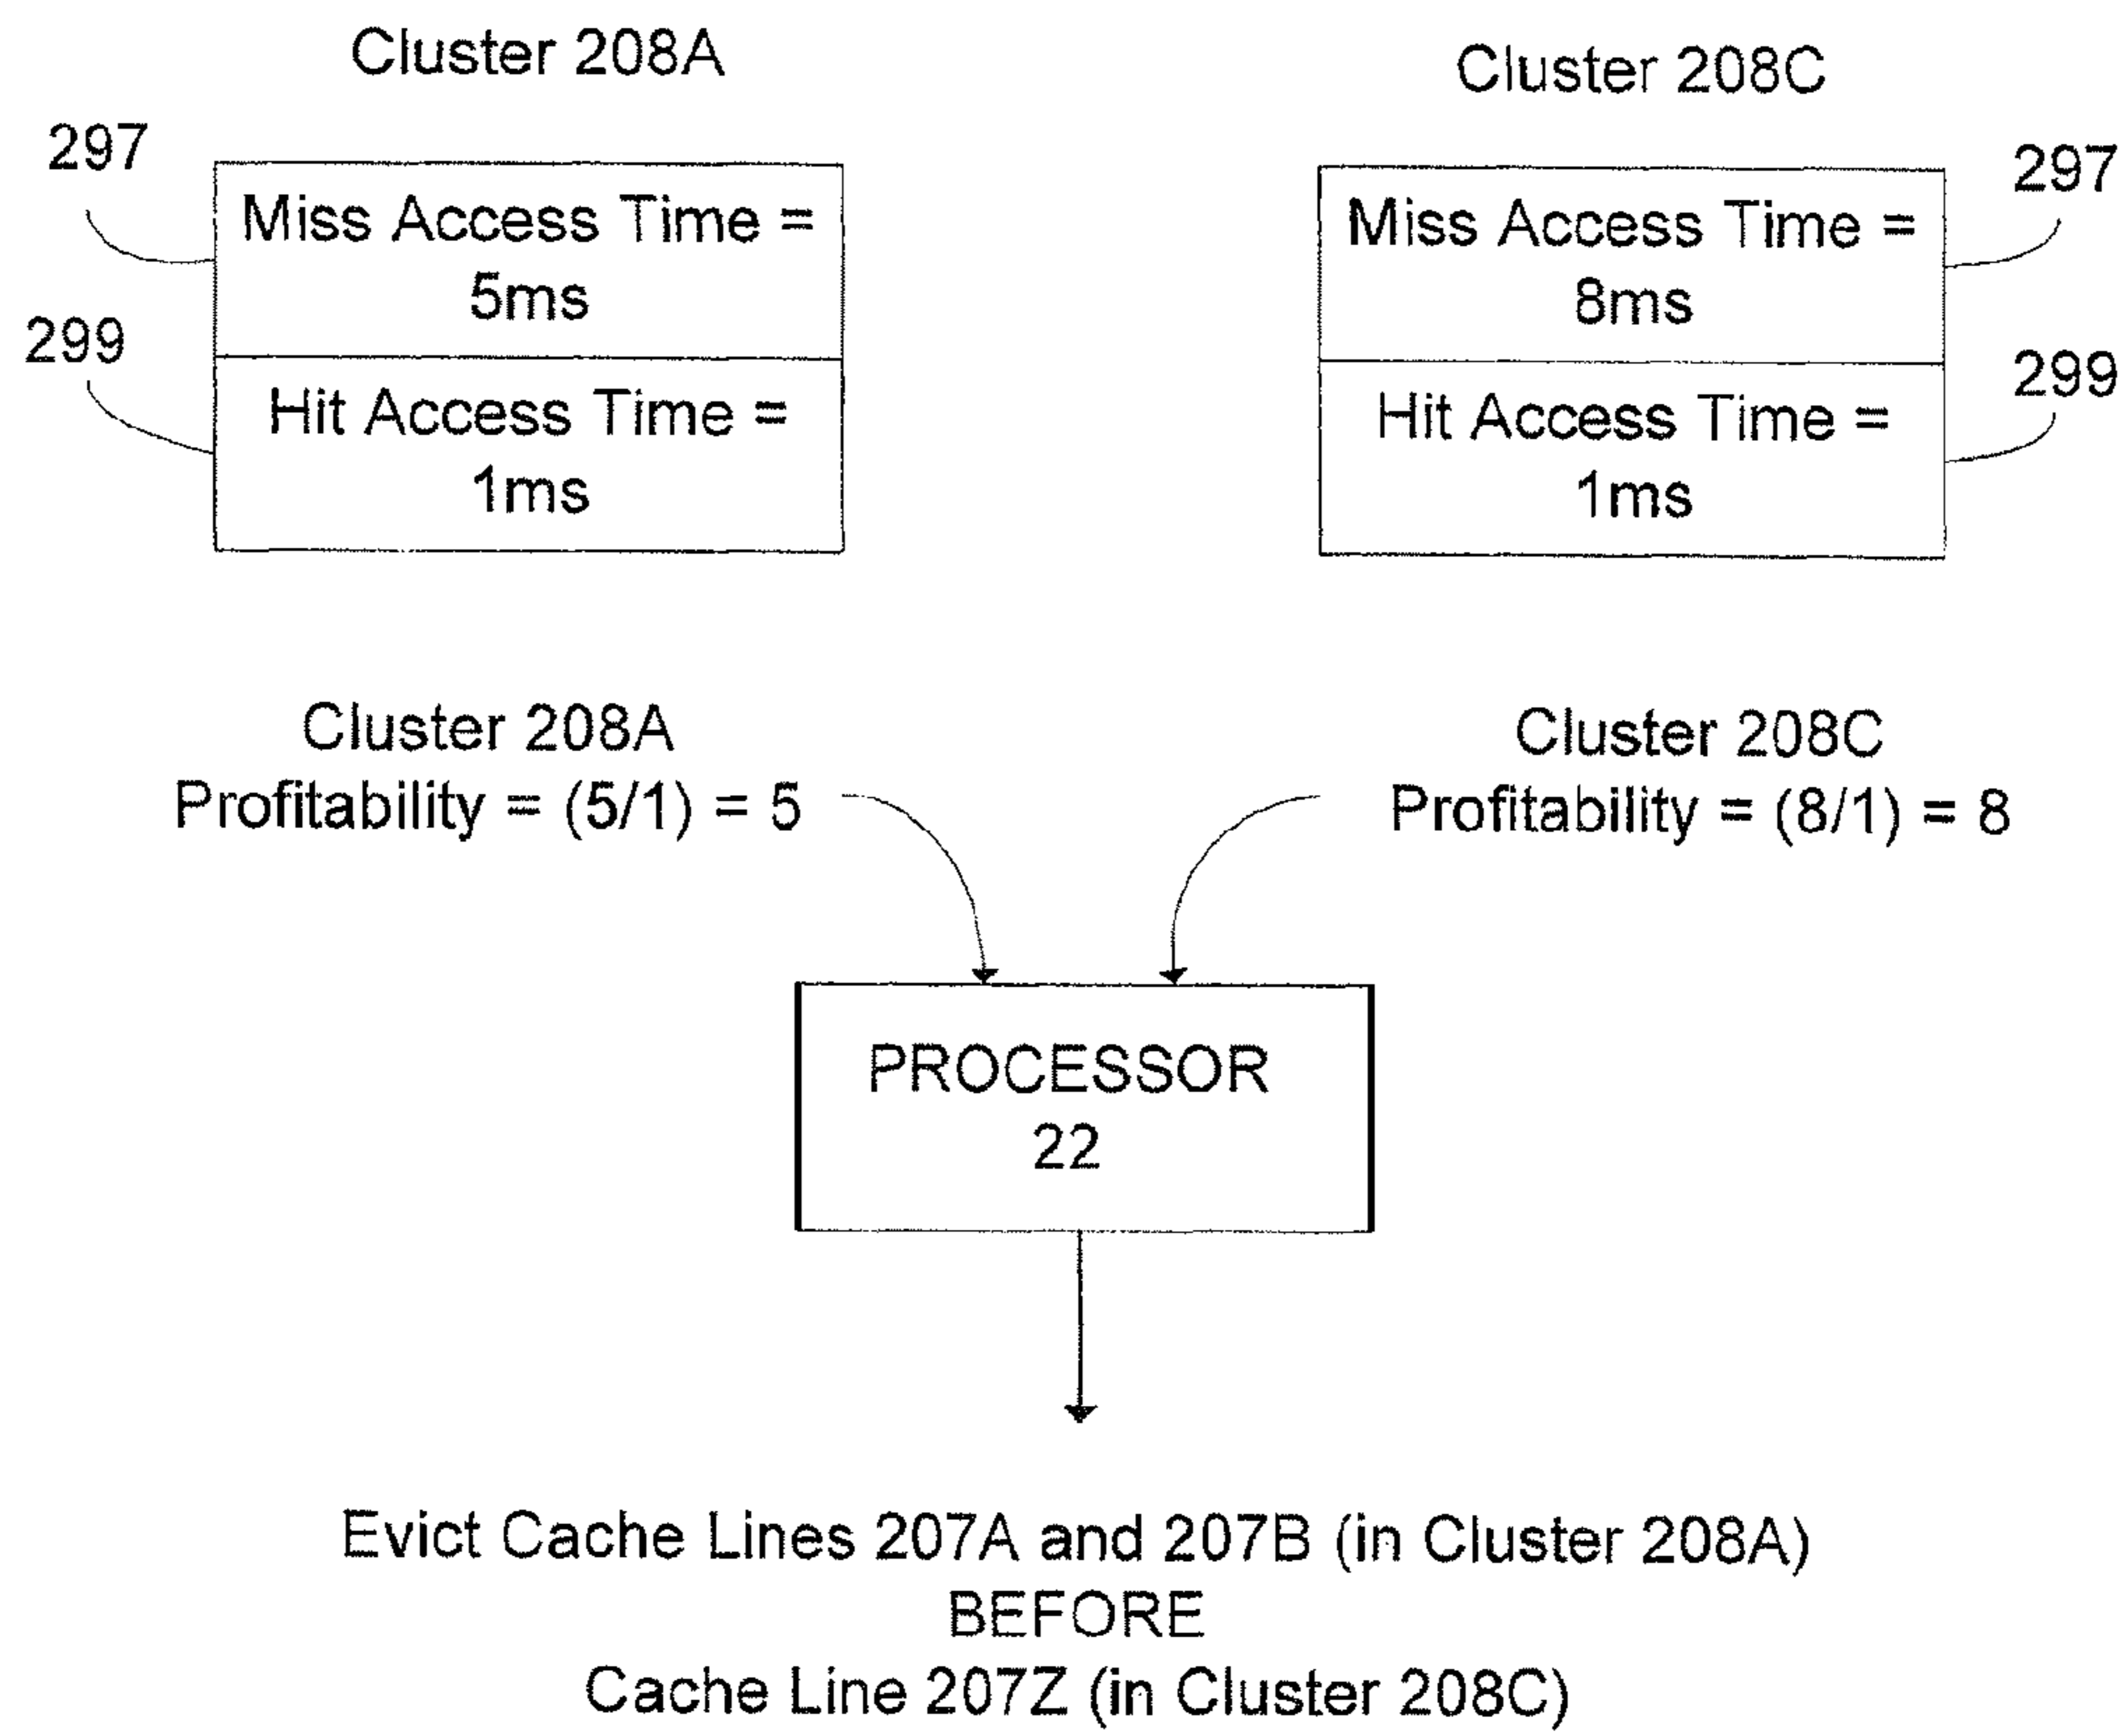 Cluster 208A
297
Miss Access Time =
5ms
299
Hit Access Time =
1ms
Cluster 208C
297
Miss Access Time =
8ms
299
Hit Access Time =
1ms
Cluster 208A
Profitability = (5/1) = 5
Cluster 208C
Profitability = (8/1) = 8
PROCESSOR
22
Evict Cache Lines 207A and 207B (in Cluster 208A)
BEFORE
Cache Line 207Z (in Cluster 208C)